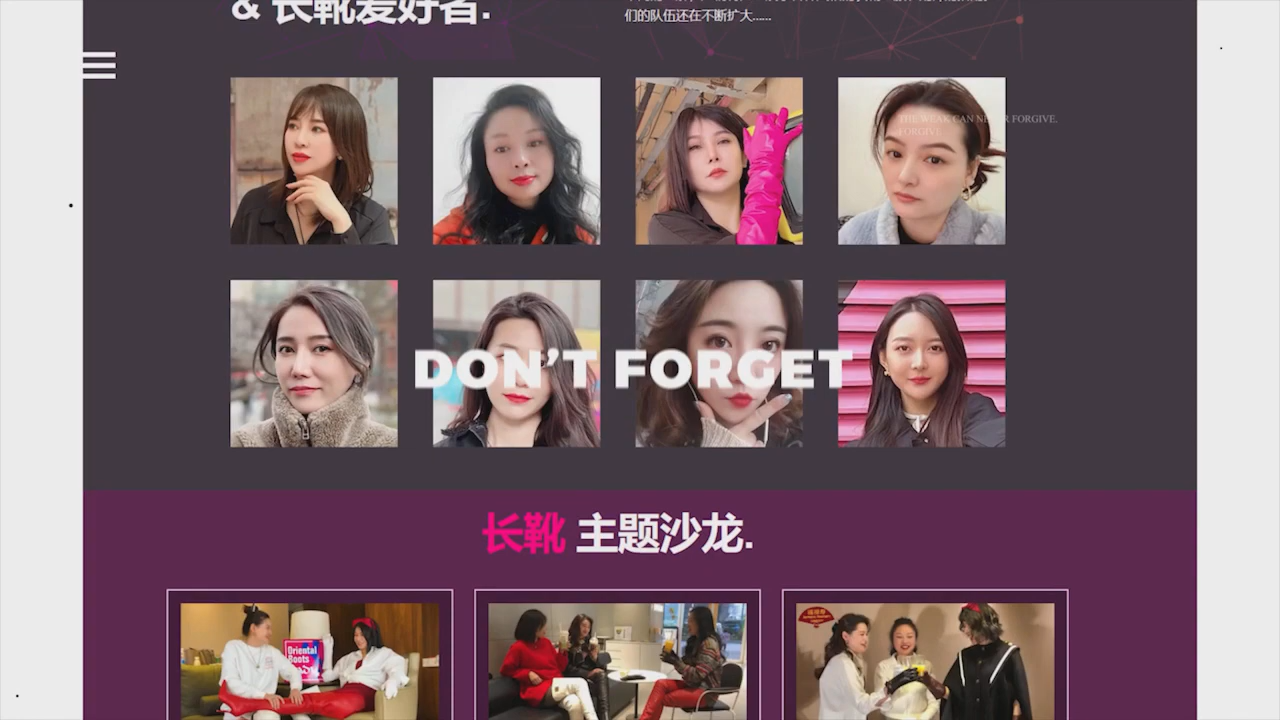 & 长靴爱好者.
们的队伍还在不断扩大......
THE WEAK CAN NEVER FORGIVE.
FORGIVE
DON'T FORGET
长靴 主题沙龙.
Oriental
Boots